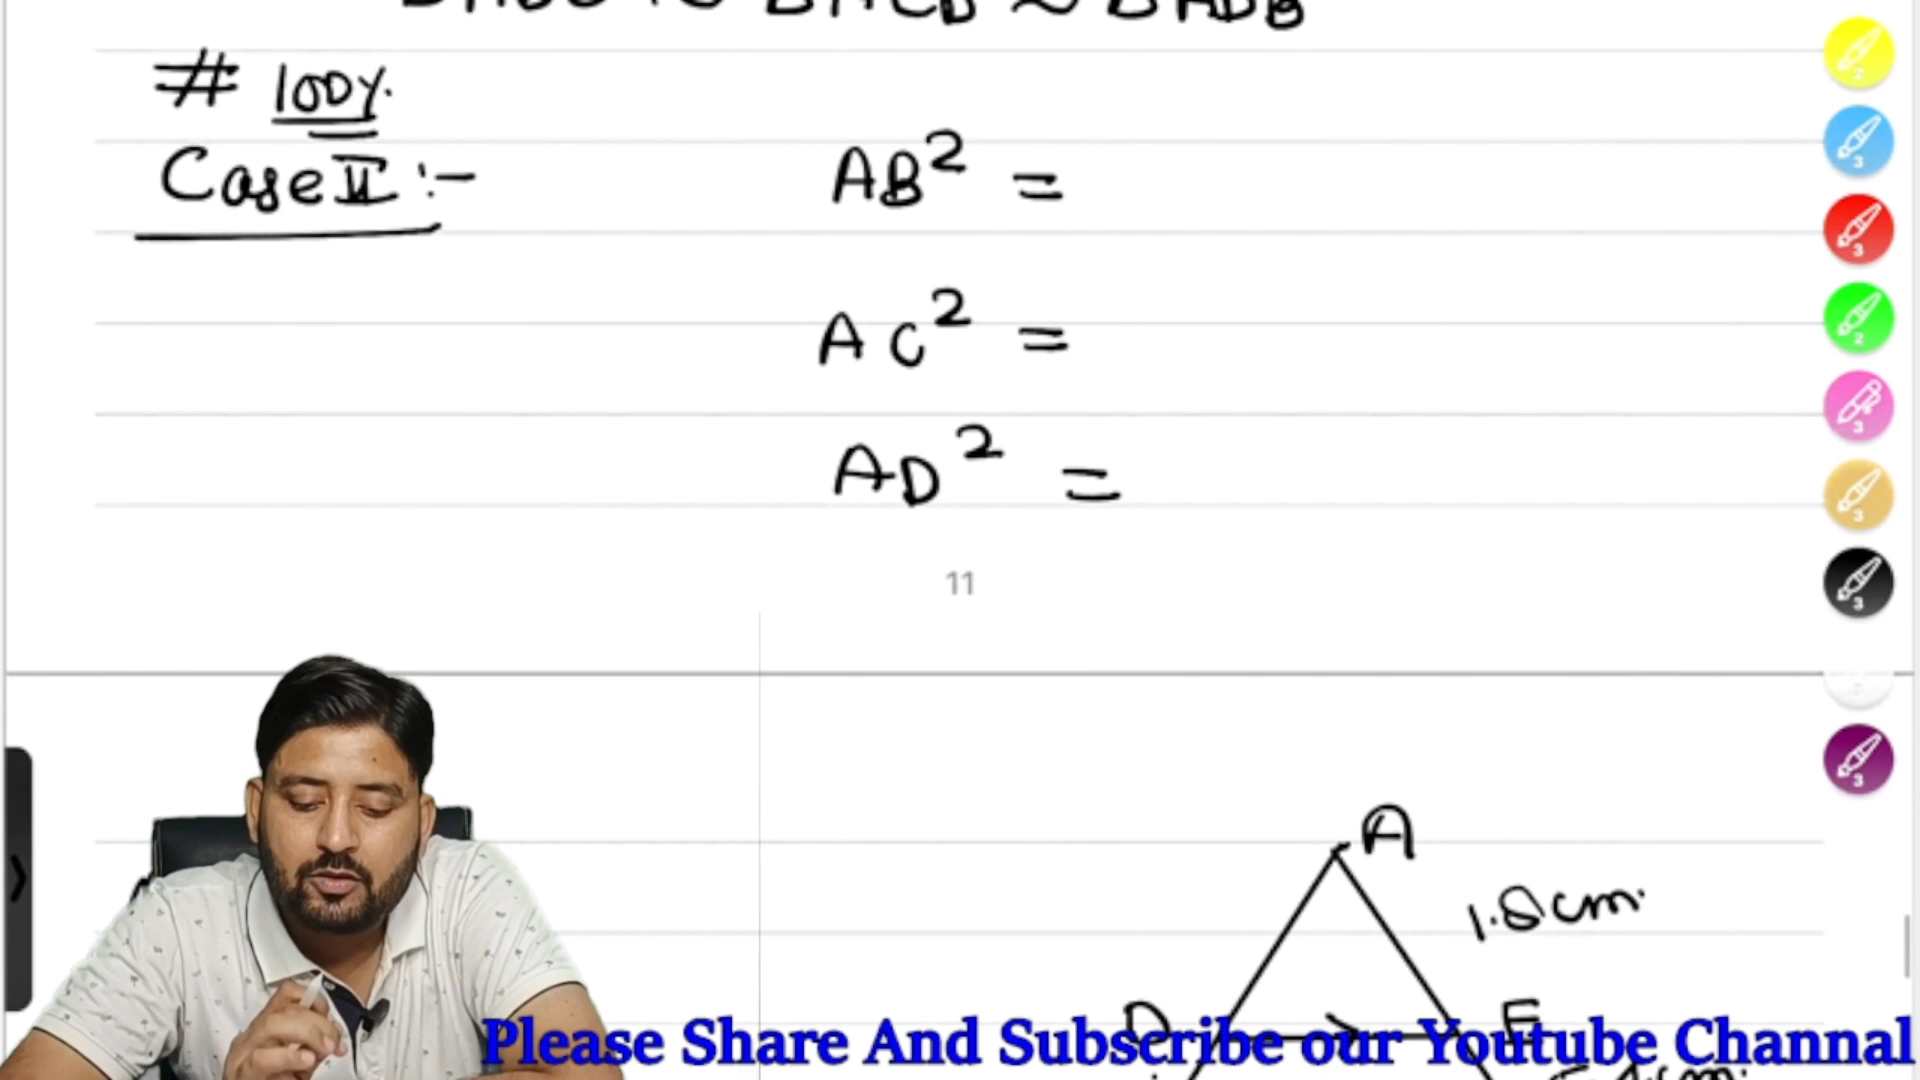 # 100%.
Case II :-
AB² =
AC² =
AD² =
11
A
1.8cm.
D
E
Please Share And Subscribe our Youtube Channal